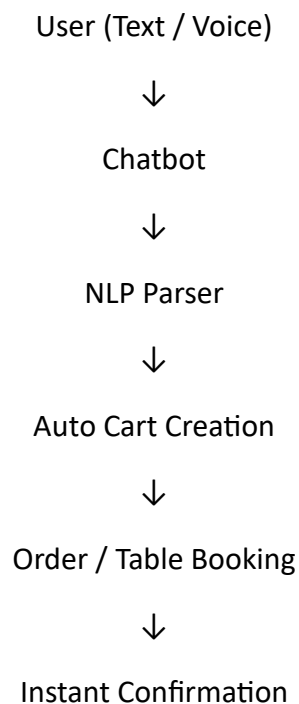 User (Text / Voice)
↓
Chatbot
↓
NLP Parser
↓
Auto Cart Creation
↓
Order / Table Booking
↓
Instant Confirmation